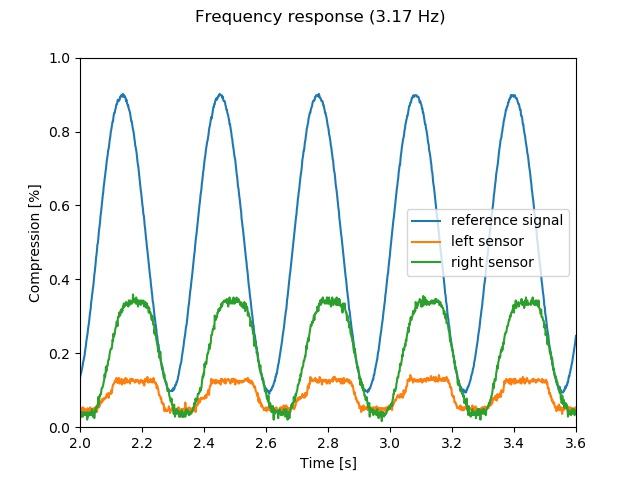 Frequency response (3.17 Hz)
1.0
0.8
0.6
0.4
0.2
0.0
Compression [%]
reference signal
left sensor
right sensor
2.0 2.2 2.4 2.6 2.8 3.0 3.2 3.4 3.6
Time [s]